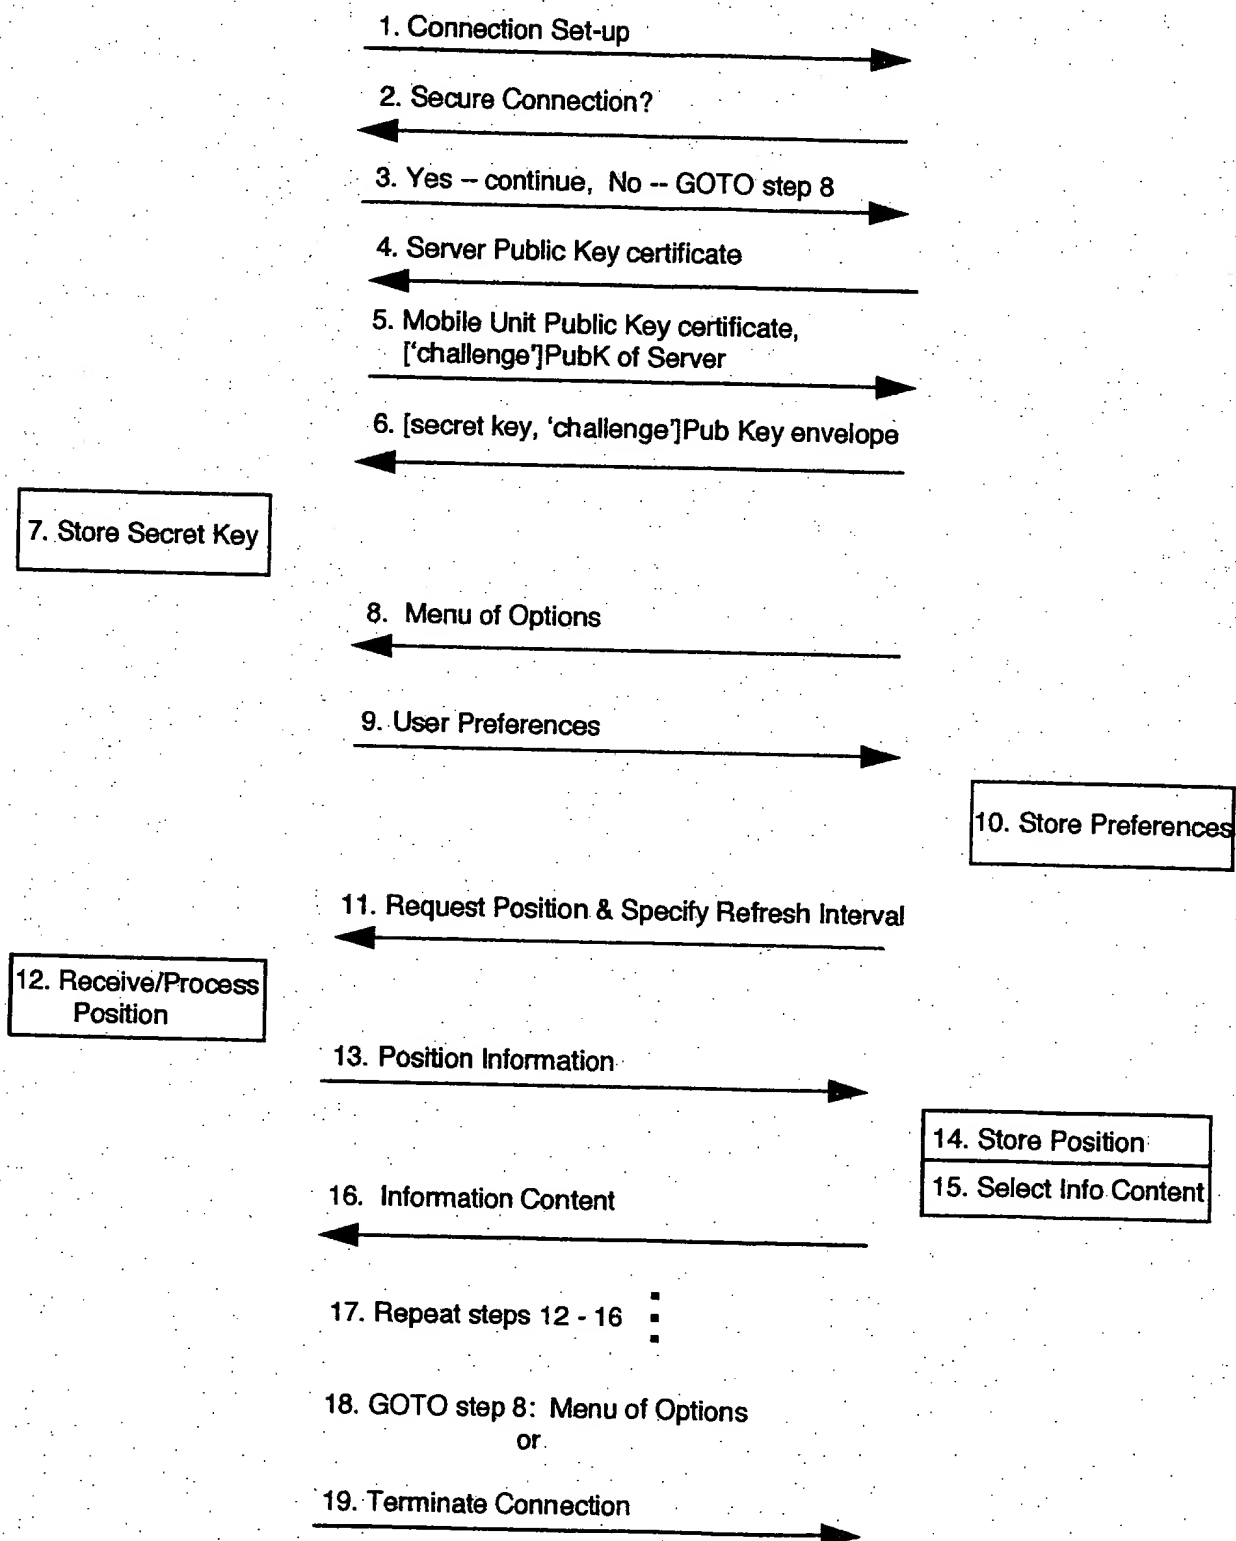 1. Connection Set-up
2. Secure Connection?
3. Yes -- continue, No -- GOTO step 8
4. Server Public Key certificate
5. Mobile Unit Public Key certificate,
['challenge']PubK of Server
6. [secret key, 'challenge']Pub Key envelope
7. Store Secret Key
8. Menu of Options
9. User Preferences
10. Store Preferences
11. Request Position & Specify Refresh Interval
12. Receive/Process
Position
13. Position Information
14. Store Position
15. Select Info Content
16. Information Content
17. Repeat steps 12 - 16
18. GOTO step 8: Menu of Options
or
19. Terminate Connection